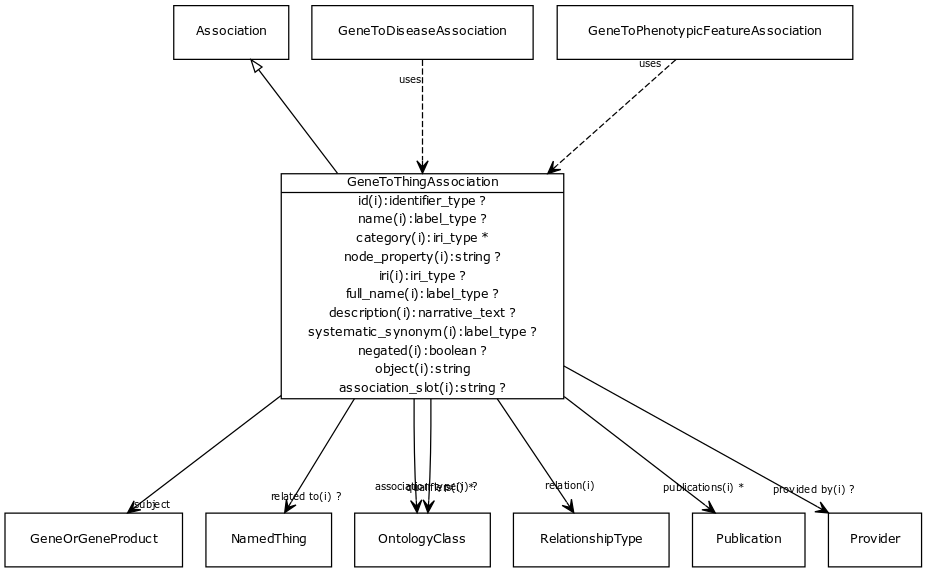 Association
GeneToDiseaseAssociation
GeneToPhenotypicFeatureAssociation
uses
uses
GeneToThingAssociation
id(i):identifier_type ?
name(i):label_type ?
category(i):iri_type *
node_property(i):string ?
iri(i):iri_type ?
full_name(i):label_type ?
description(i):narrative_text ?
systematic_synonym(i):label_type ?
negated(i):boolean ?
object(i):string
association_slot(i):string ?
subject
related to(i) ?
association type(i) ?
relation(i)
publications(i) *
provided by(i) ?
GeneOrGeneProduct
NamedThing
OntologyClass
RelationshipType
Publication
Provider